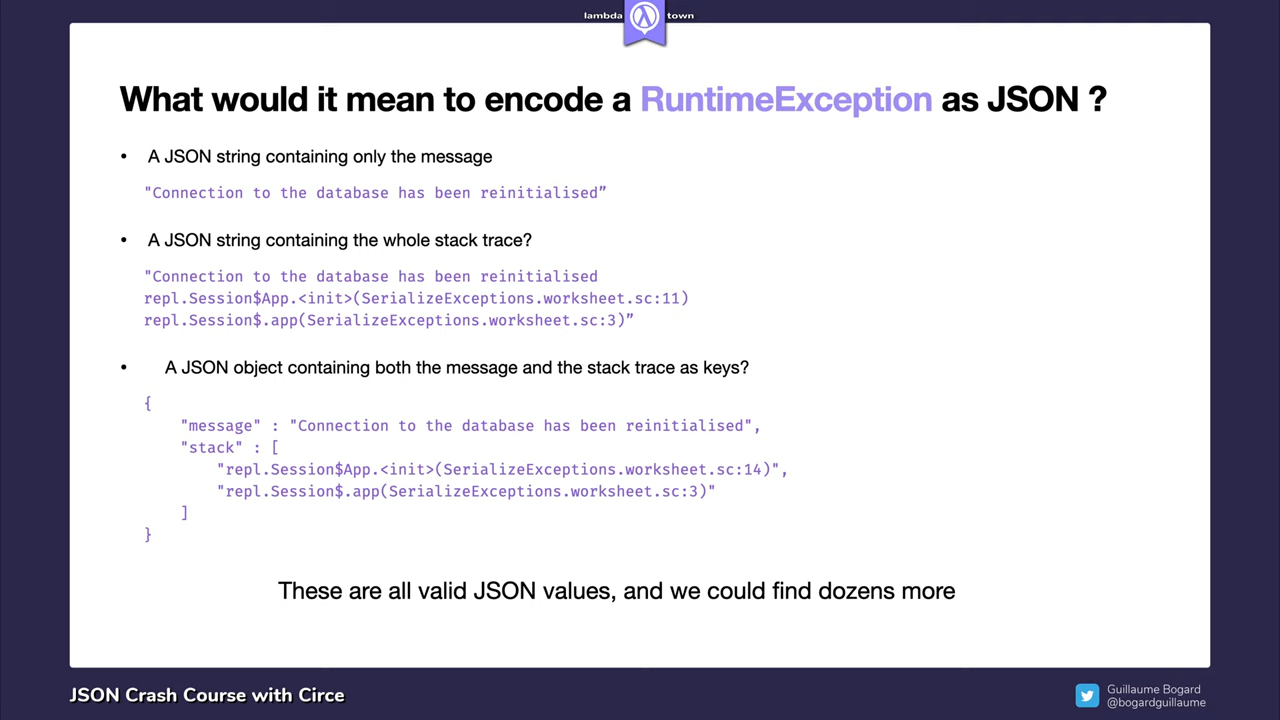 lambda town
What would it mean to encode a RuntimeException as JSON ?
• A JSON string containing only the message
"Connection to the database has been reinitialised”
• A JSON string containing the whole stack trace?
"Connection to the database has been reinitialised
repl.Session$App.<init>(SerializeExceptions.worksheet.sc:11)
repl.Session$.app(SerializeExceptions.worksheet.sc:3)”
• A JSON object containing both the message and the stack trace as keys?
{
"message" : "Connection to the database has been reinitialised",
"stack" : [
"repl.Session$App.<init>(SerializeExceptions.worksheet.sc:14)",
"repl.Session$.app(SerializeExceptions.worksheet.sc:3)"
]
}
These are all valid JSON values, and we could find dozens more
JSON Crash Course with Circe
Guillaume Bogard
@bogardguillaume